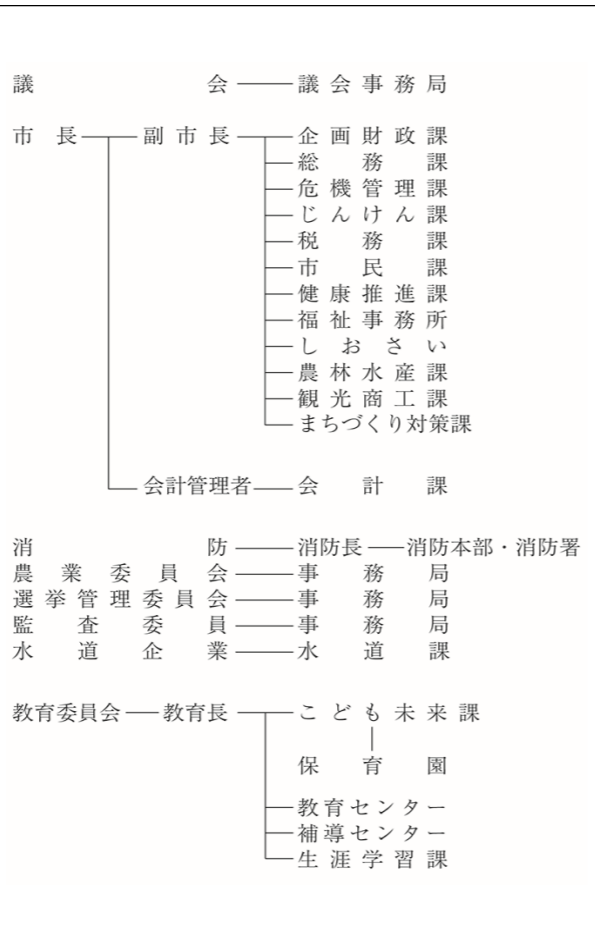 議会 議会事務局
市長 副市長 企画財政課
総務課
危機管理課
じんけん課
税務課
市民課
健康推進課
福祉事務所
しおさい
農林水産課
観光商工課
まちづくり対策課
会計管理者 会計課
消防 消防長 消防本部・消防署
農業委員会 事務局
選挙管理委員会 事務局
監査委員 事務局
水道企業 水道課
教育委員会 教育長 こども未来課
保育園
教育センター
補導センター
生涯学習課